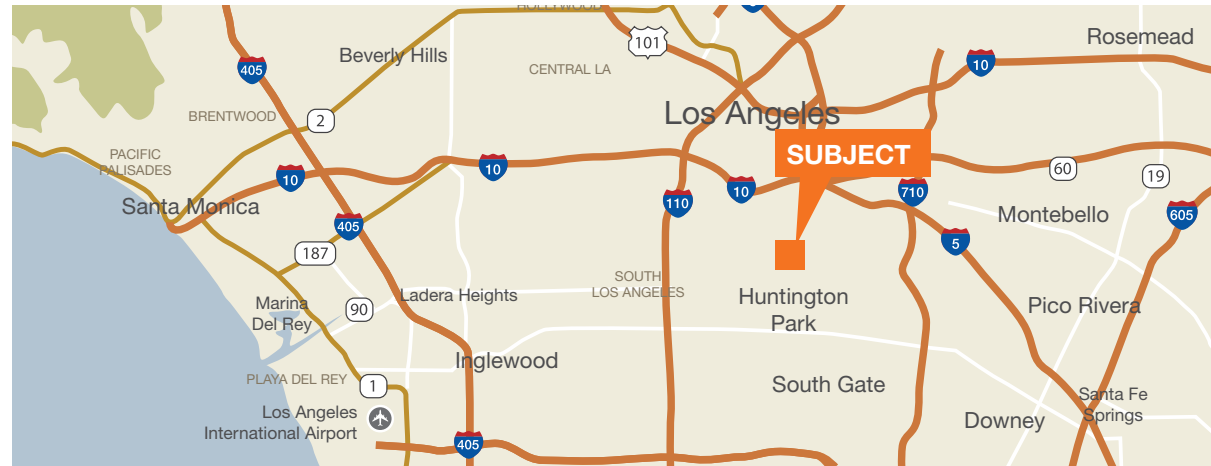 HOLLYWOOD
405
Beverly Hills
101
CENTRAL LA
10
Rosemead
BRENTWOOD
2
Los Angeles
SUBJECT
PACIFIC
PALISADES
10
10
60
19
Santa Monica
110
10
710
Montebello
605
405
187
5
SOUTH
LOS ANGELES
Marina
Del Rey
90
Ladera Heights
Huntington
Park
Pico Rivera
Inglewood
PLAYA DEL REY
1
South Gate
Los Angeles
International Airport
Downey
Santa Fe
Springs
405